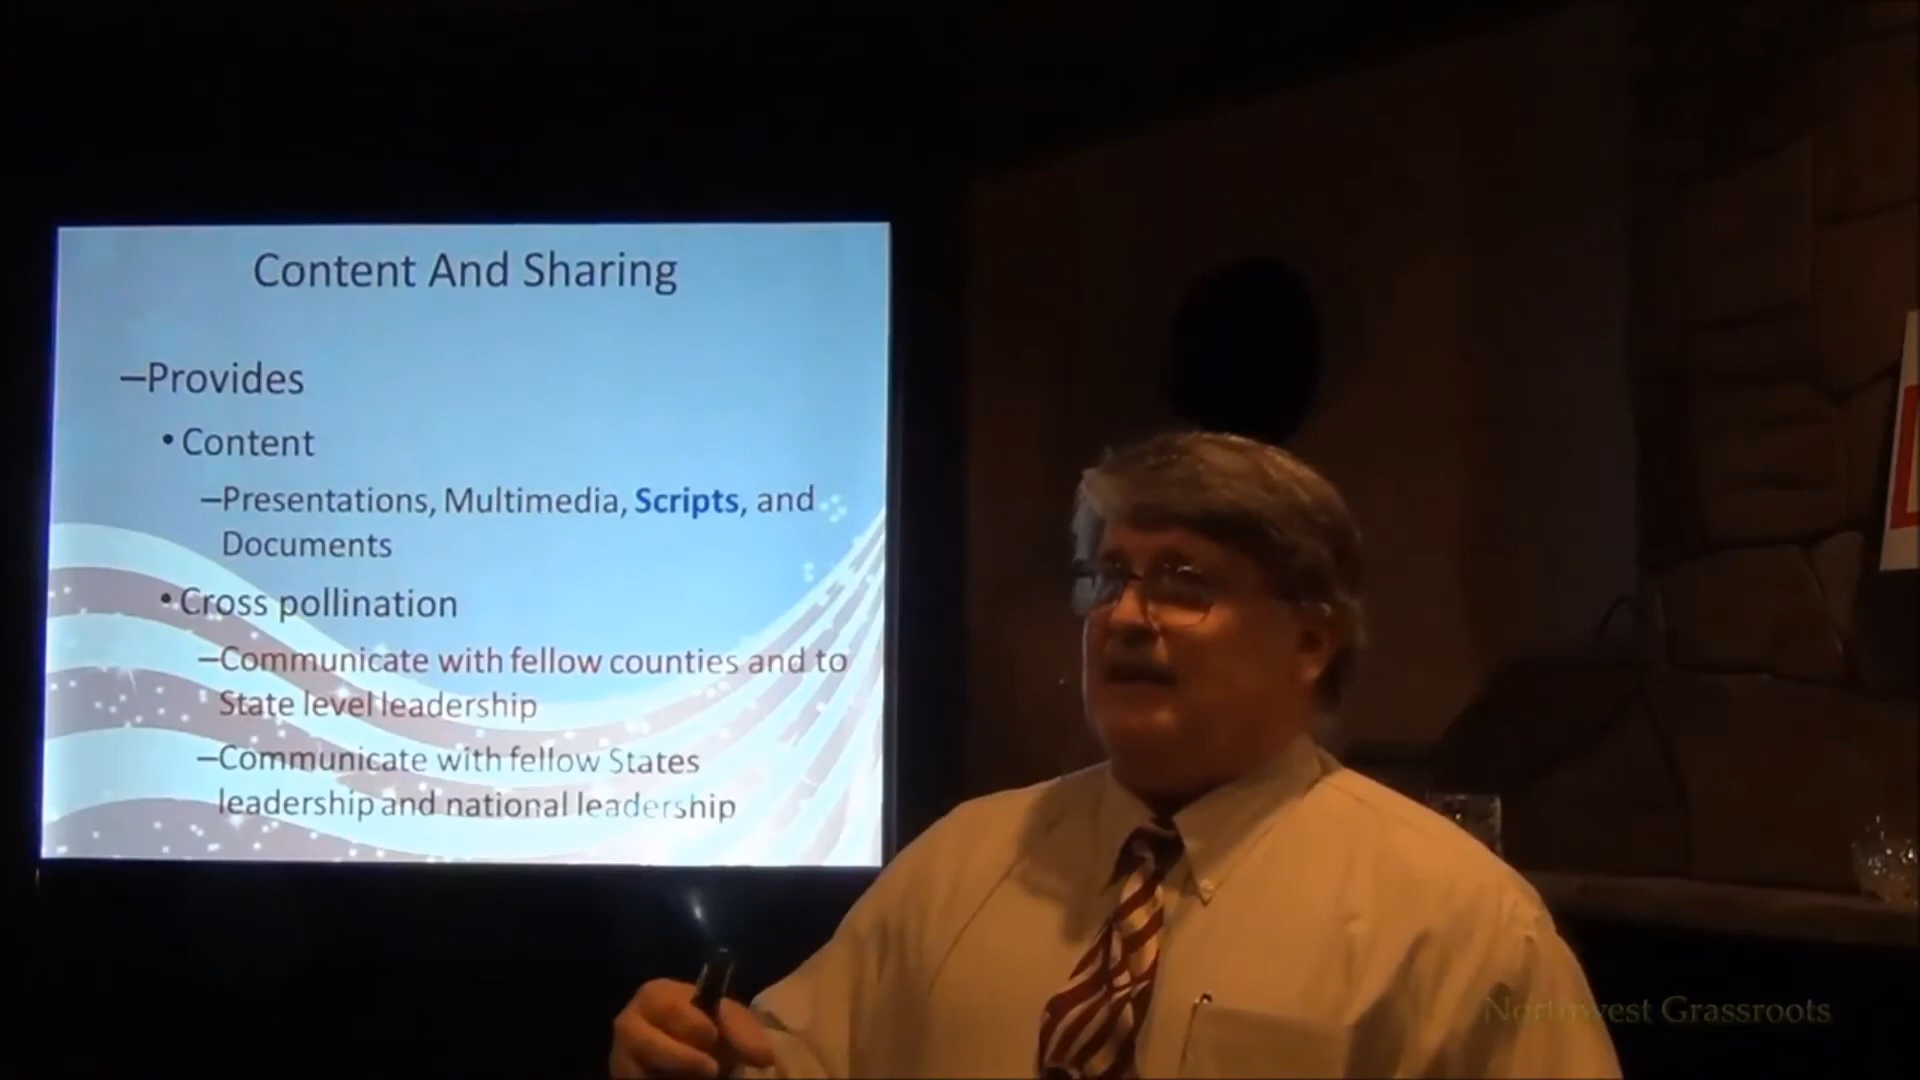 Content And Sharing
–Provides
• Content
–Presentations, Multimedia, Scripts, and
Documents
• Cross pollination
–Communicate with fellow counties and to
State level leadership
–Communicate with fellow States
leadership and national leadership
Northwest Grassroots